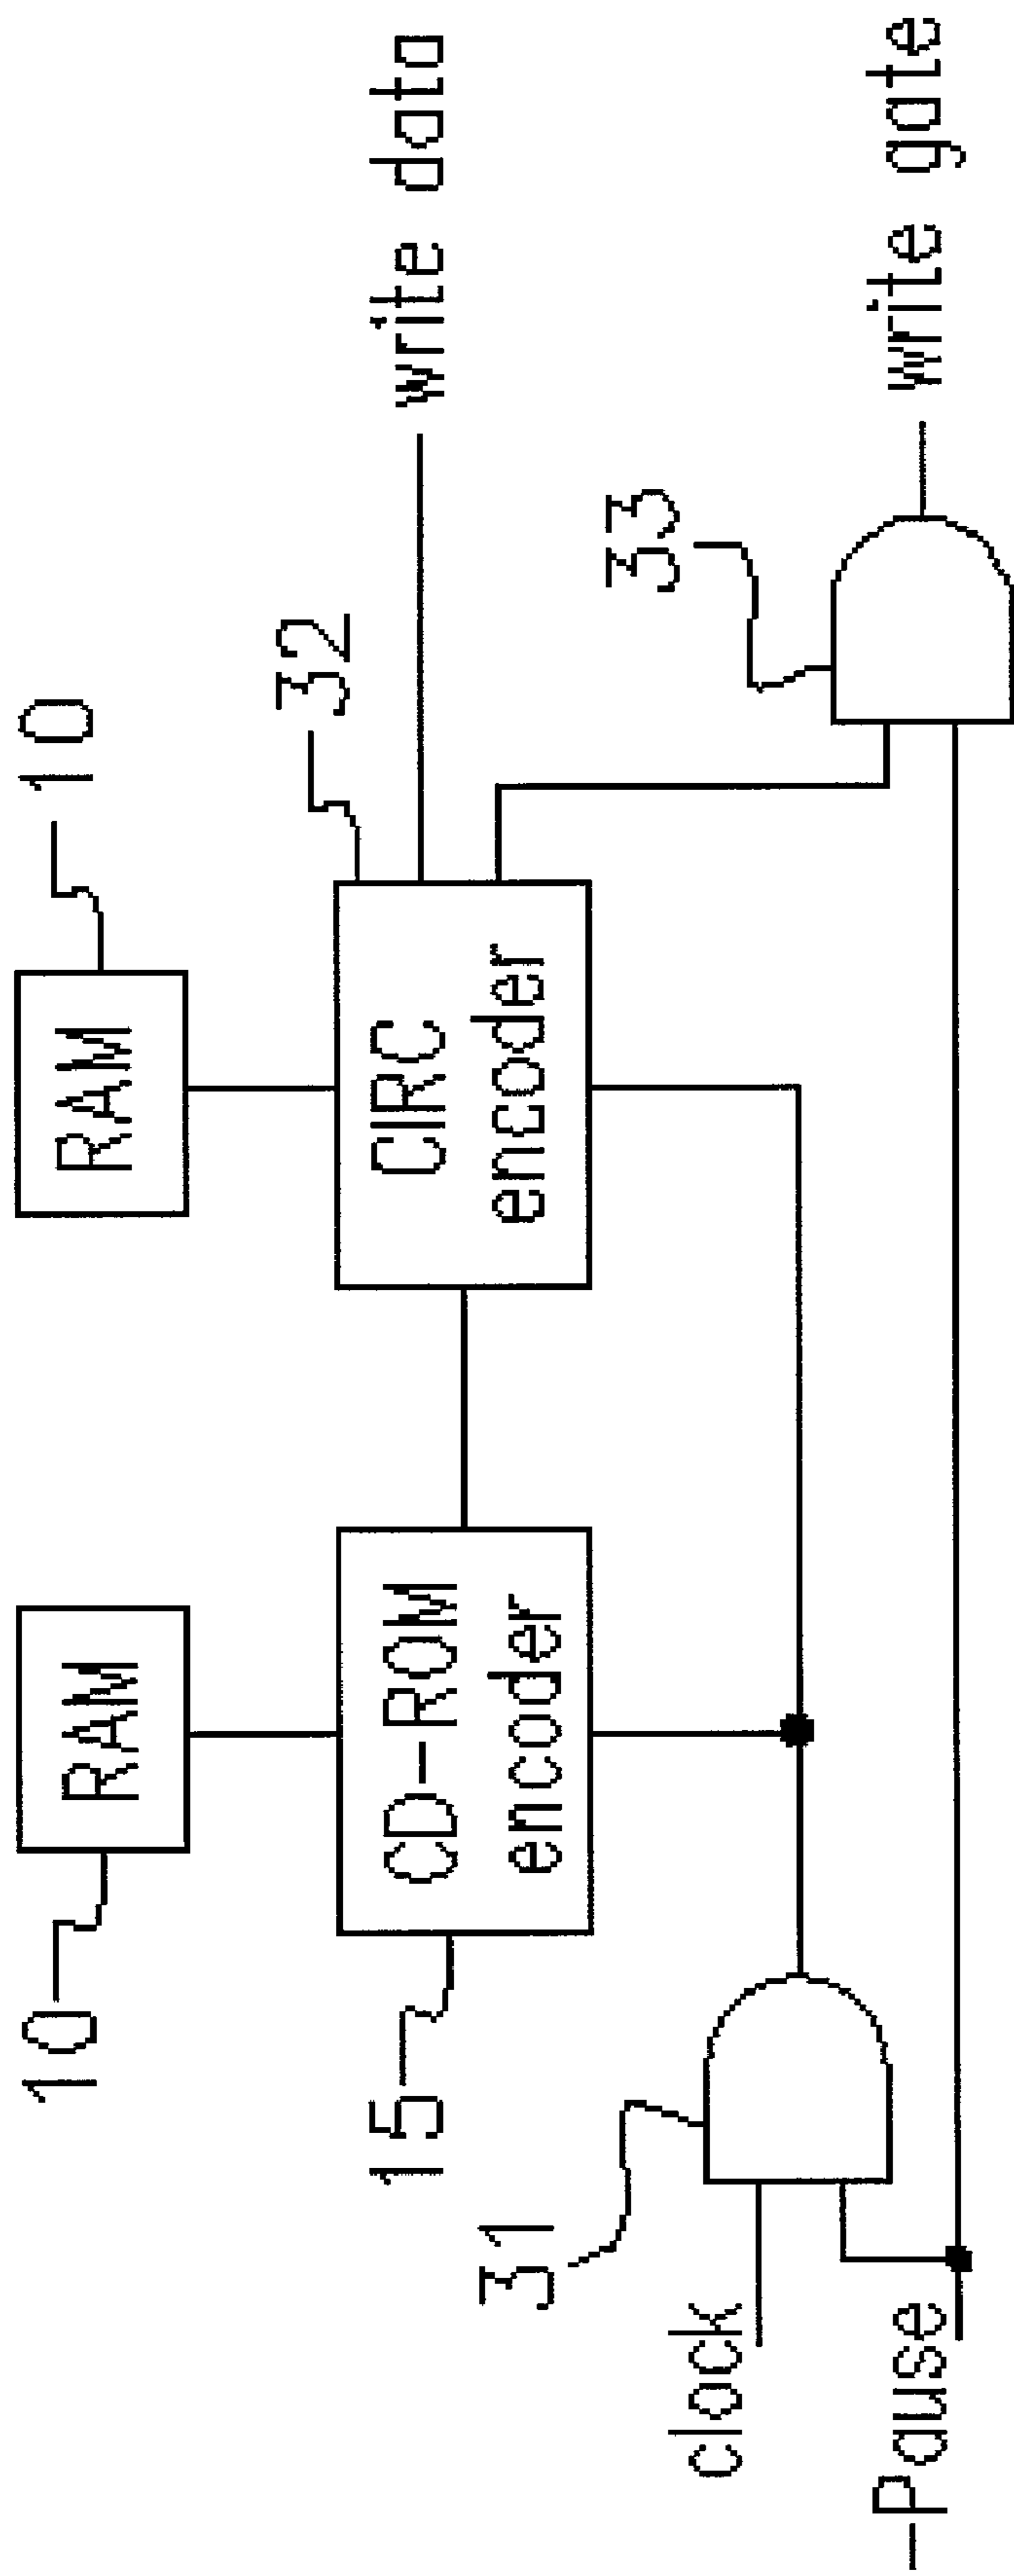 10
RAM
RAM
10
15
CD-ROM
encoder
CIRC
encoder
32
write data
31
33
clock
-Pause
write gate